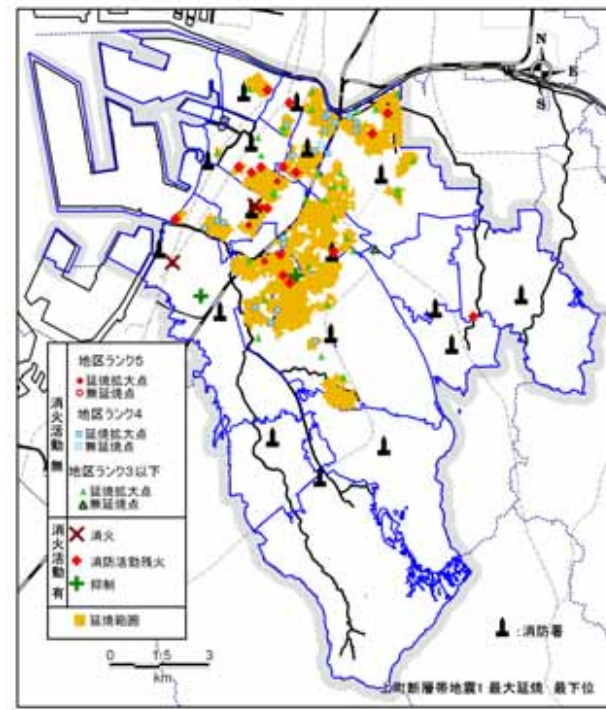 N
E
S
消火活動 無
地区ランク5
延焼拡大点
無延焼点
地区ランク4
延焼拡大点
無延焼点
地区ランク3以下
延焼拡大点
無延焼点
消火活動 有
消火
消防活動残火
抑制
延焼範囲
0 1.5 3
km
:消防署
上町断層帯地震1 最大延焼 最下位